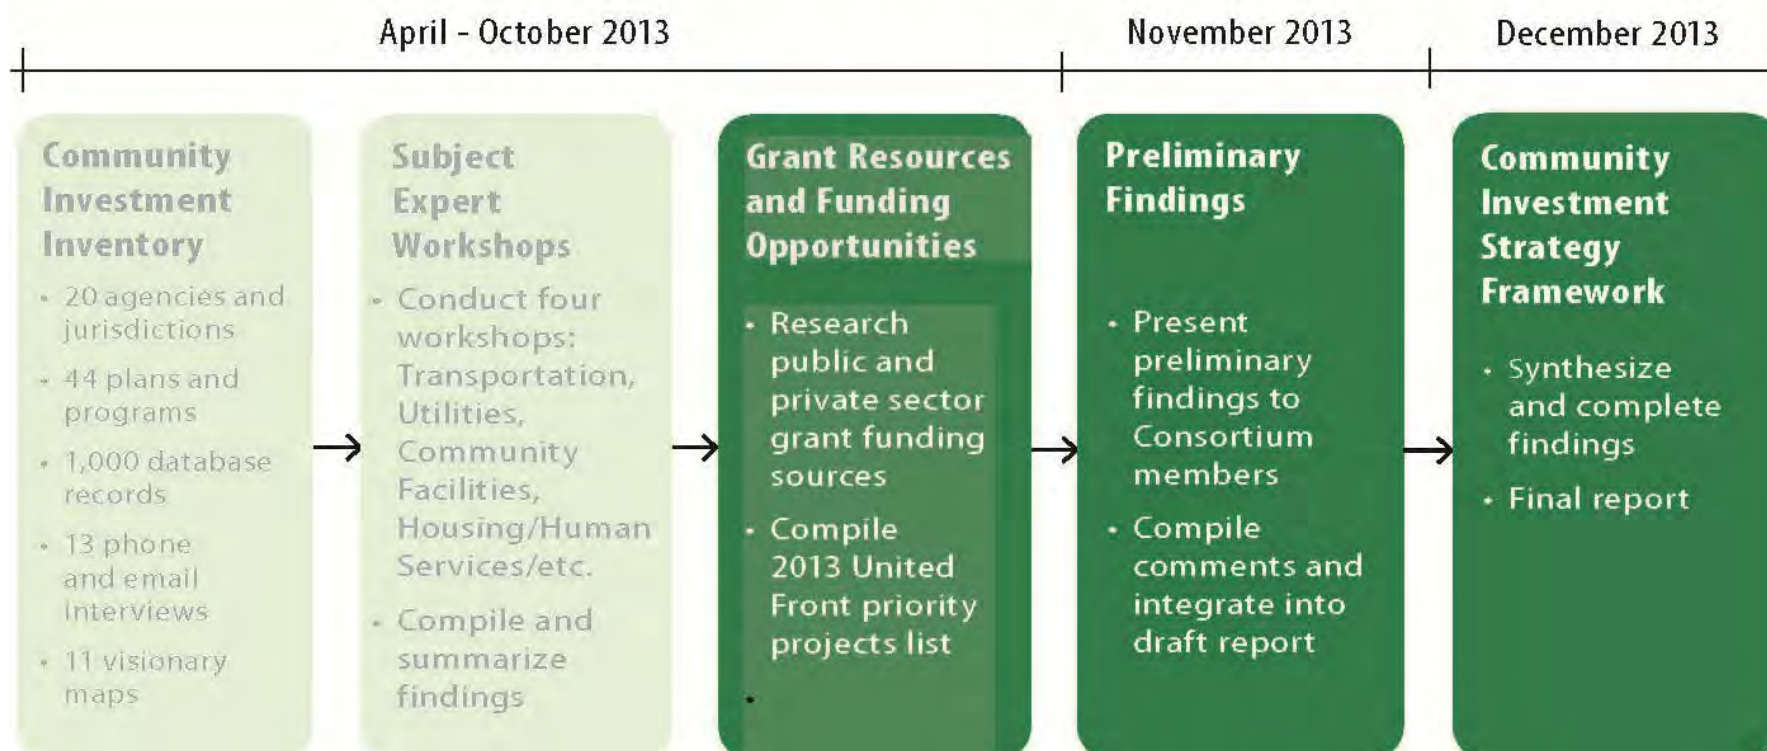 April - October 2013
November 2013
December 2013
Community
Investment
Inventory
• 20 agencies and
jurisdictions
• 44 plans and
programs
• 1,000 database
records
• 13 phone
and email
interviews
• 11 visionary
maps
Subject
Expert
Workshops
• Conduct four
workshops:
Transportation,
Utilities,
Community
Facilities,
Housing/Human
Services/etc.
• Compile and
summarize
findings
Grant Resources
and Funding
Opportunities
• Research
public and
private sector
grant funding
sources
• Compile
2013 United
Front priority
projects list
•
Preliminary
Findings
• Present
preliminary
findings to
Consortium
members
• Compile
comments and
integrate into
draft report
Community
Investment
Strategy
Framework
• Synthesize
and complete
findings
• Final report